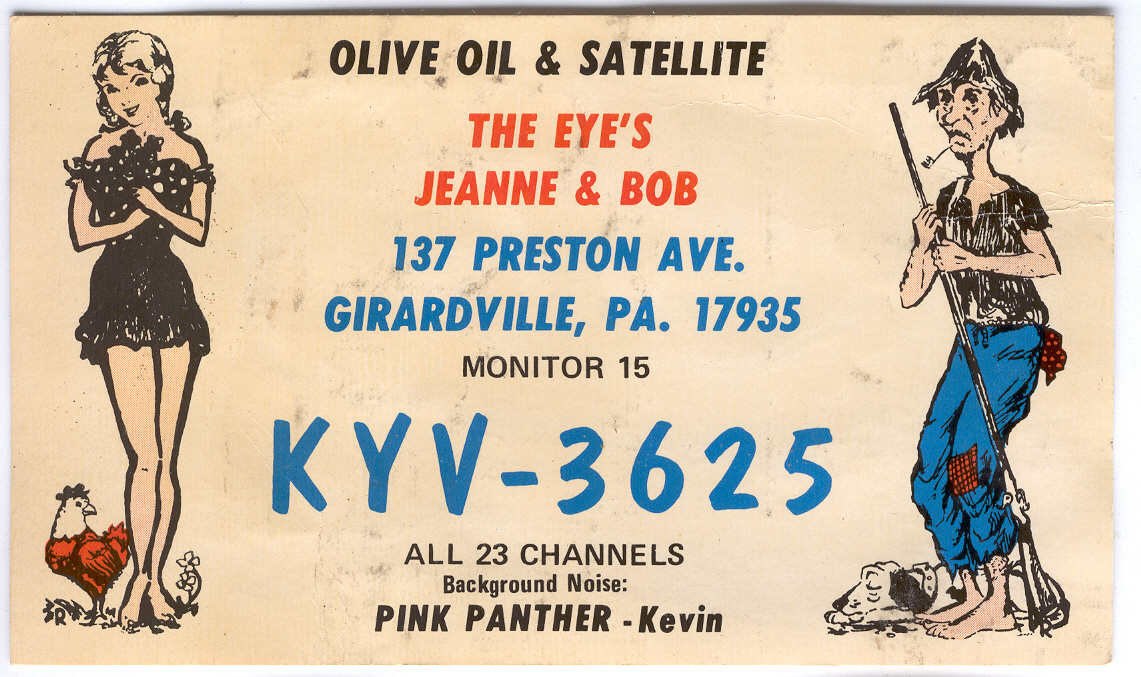 OLIVE OIL & SATELLITE
THE EYE'S
JEANNE & BOB
137 PRESTON AVE.
GIRARDVILLE, PA. 17935
MONITOR 15
KYV-3625
ALL 23 CHANNELS
Background Noise:
PINK PANTHER - Kevin